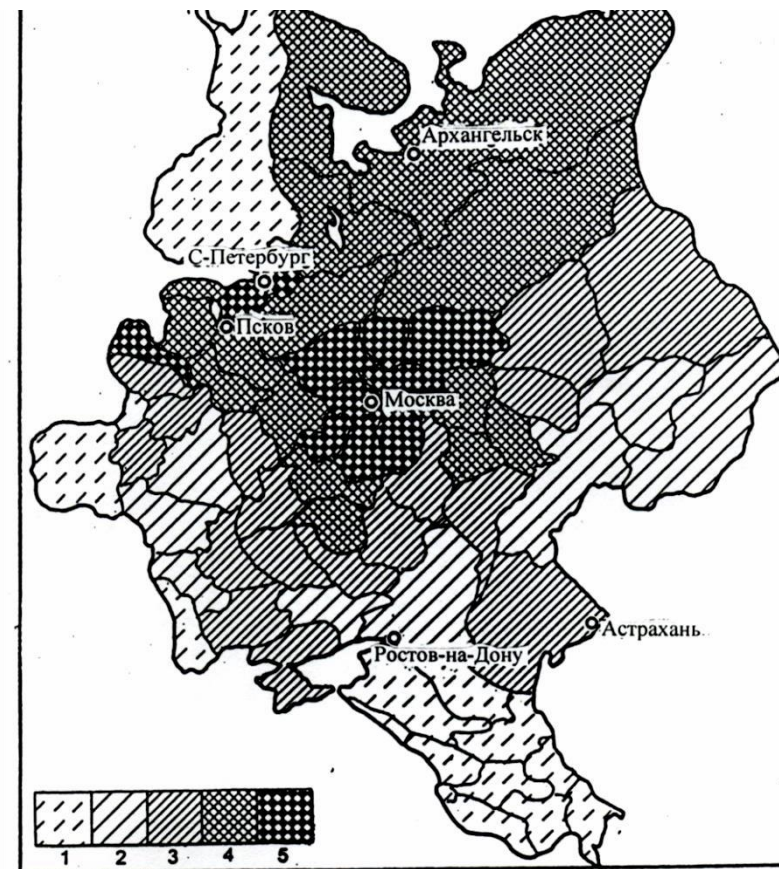 Архангельск
С-Петербург
Псков
Москва
Астрахань
Ростов-на-Дону
1 2 3 4 5